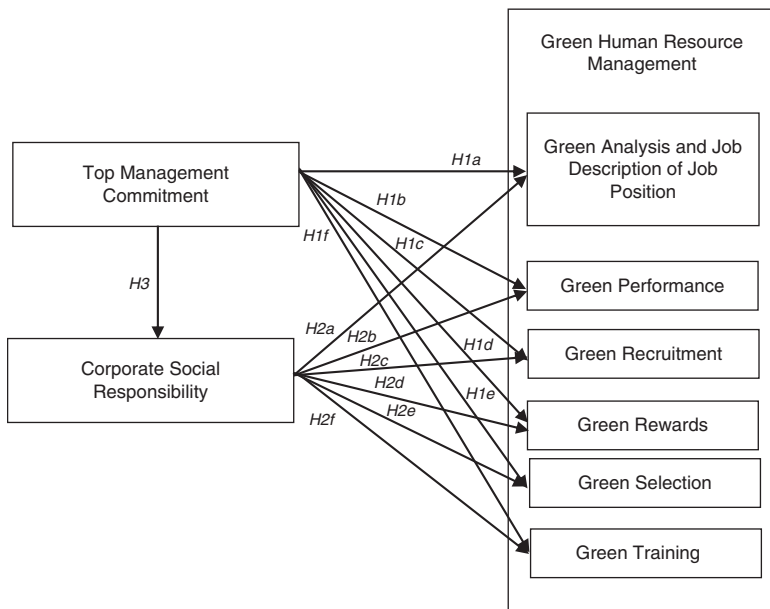 Green Human Resource
Management
Top Management
Commitment
H3
Corporate Social
Responsibility
H1a
H1b
H1c
H1f
H2a
H2b
H2c
H1d
H2d
H1e
H2e
H2f
Green Analysis and Job
Description of Job
Position
Green Performance
Green Recruitment
Green Rewards
Green Selection
Green Training